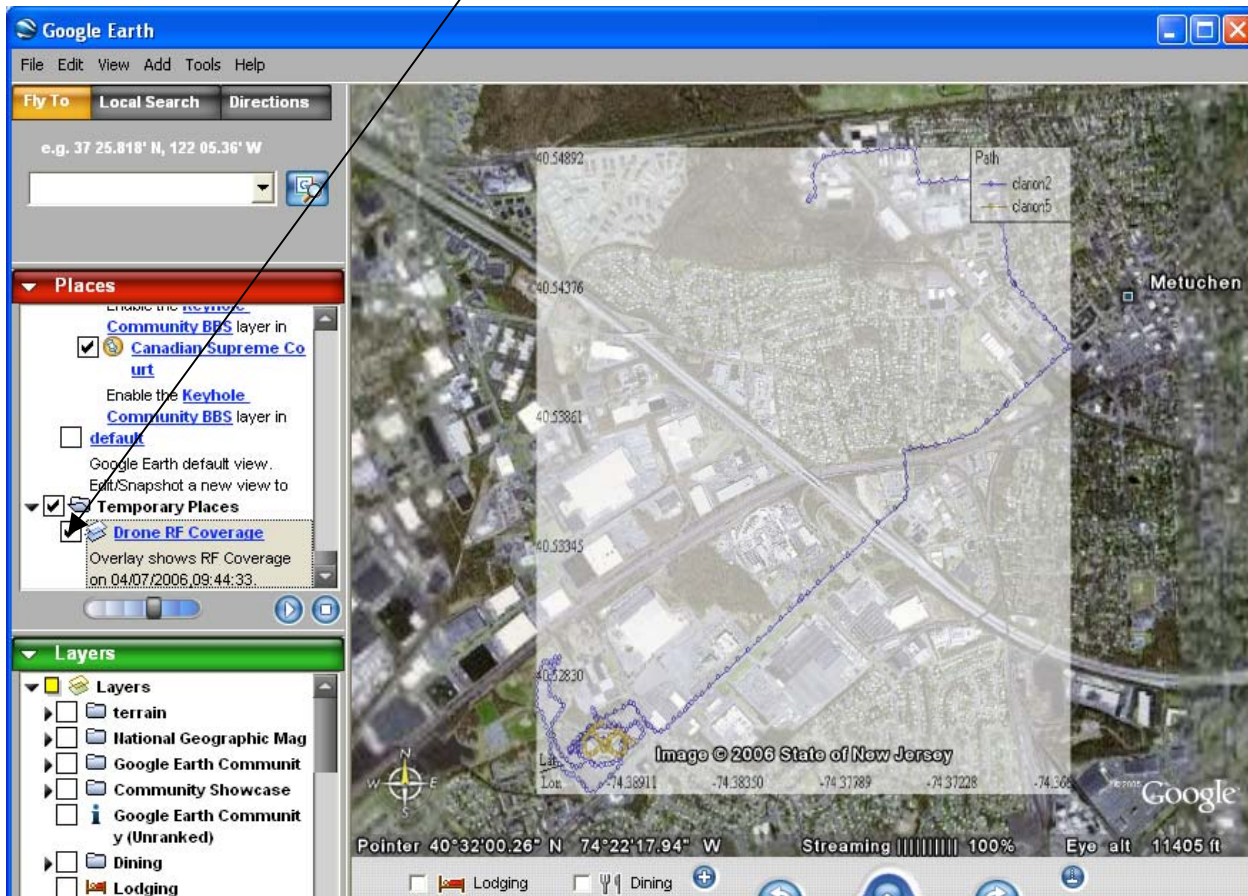 Google Earth
File Edit View Add Tools Help
Fly To Local Search Directions
e.g. 37 25.818' N, 122 05.36' W
Places
Enable the Keyhole
Community BBS layer in
Canadian Supreme Co
urt
Enable the Keyhole
Community BBS layer in
default
Google Earth default view.
Edit/Snapshot a new view to
Temporary Places
Drone RF Coverage
Overlay shows RF Coverage
on 04/07/2006,09:44:33.
Layers
Layers
terrain
National Geographic Mag
Google Earth Communit
Community Showcase
Google Earth Communit
y (Unranked)
Dining
Lodging
40.54892
40.54376
40.53861
40.53345
40.52830
Path
clarion2
clarion5
Metuchen
Image © 2006 State of New Jersey
N
W E
S
Lat
Lon -74.38911 -74.38350 -74.37789 -74.37228 -74.366
Google
Pointer 40°32'00.26" N 74°22'17.94" W Streaming |||||||||| 100% Eye alt 11405 ft
Lodging Dining